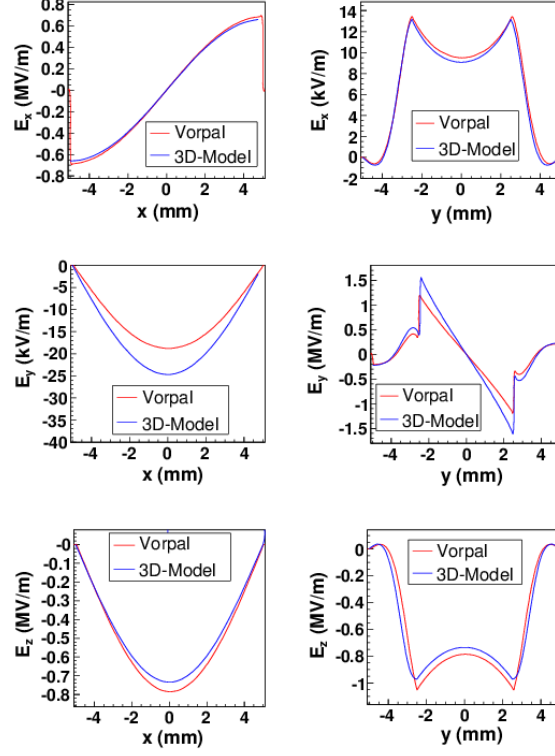 0.8
0.6
0.4
0.2
-0
-0.2
-0.4
-0.6
-0.8
E_x (MV/m)
Vorpal
3D-Model
-4 -2 0 2 4
x (mm)
14
12
10
8
6
4
2
0
-2
E_x (kV/m)
Vorpal
3D-Model
-4 -2 0 2 4
y (mm)
0
-5
-10
-15
-20
-25
-30
-35
-40
E_y (kV/m)
Vorpal
3D-Model
-4 -2 0 2 4
x (mm)
1.5
1
0.5
0
-0.5
-1
-1.5
E_y (MV/m)
Vorpal
3D-Model
-4 -2 0 2 4
y (mm)
-0
-0.1
-0.2
-0.3
-0.4
-0.5
-0.6
-0.7
-0.8
E_z (MV/m)
Vorpal
3D-Model
-4 -2 0 2 4
x (mm)
0
-0.2
-0.4
-0.6
-0.8
-1
E_z (MV/m)
Vorpal
3D-Model
-4 -2 0 2 4
y (mm)